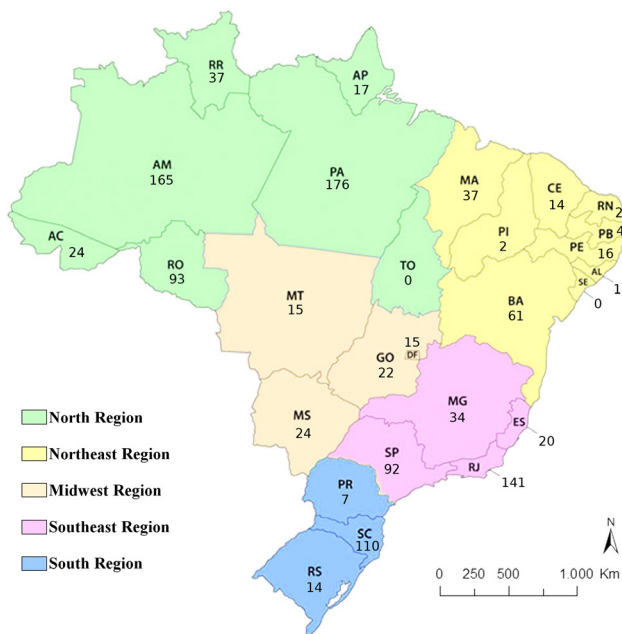 RR
37
AP
17
AM
165
PA
176
MA
37
CE
14
RN
2
PB
4
PI
2
PE
16
AC
24
RO
93
TO
0
AL
1
SE
0
MT
15
BA
61
15
DF
GO
22
MG
34
MS
24
ES
20
SP
92
RJ
141
PR
7
SC
110
RS
14
North Region
Northeast Region
Midwest Region
Southeast Region
South Region
N
0 250 500 1.000 Km